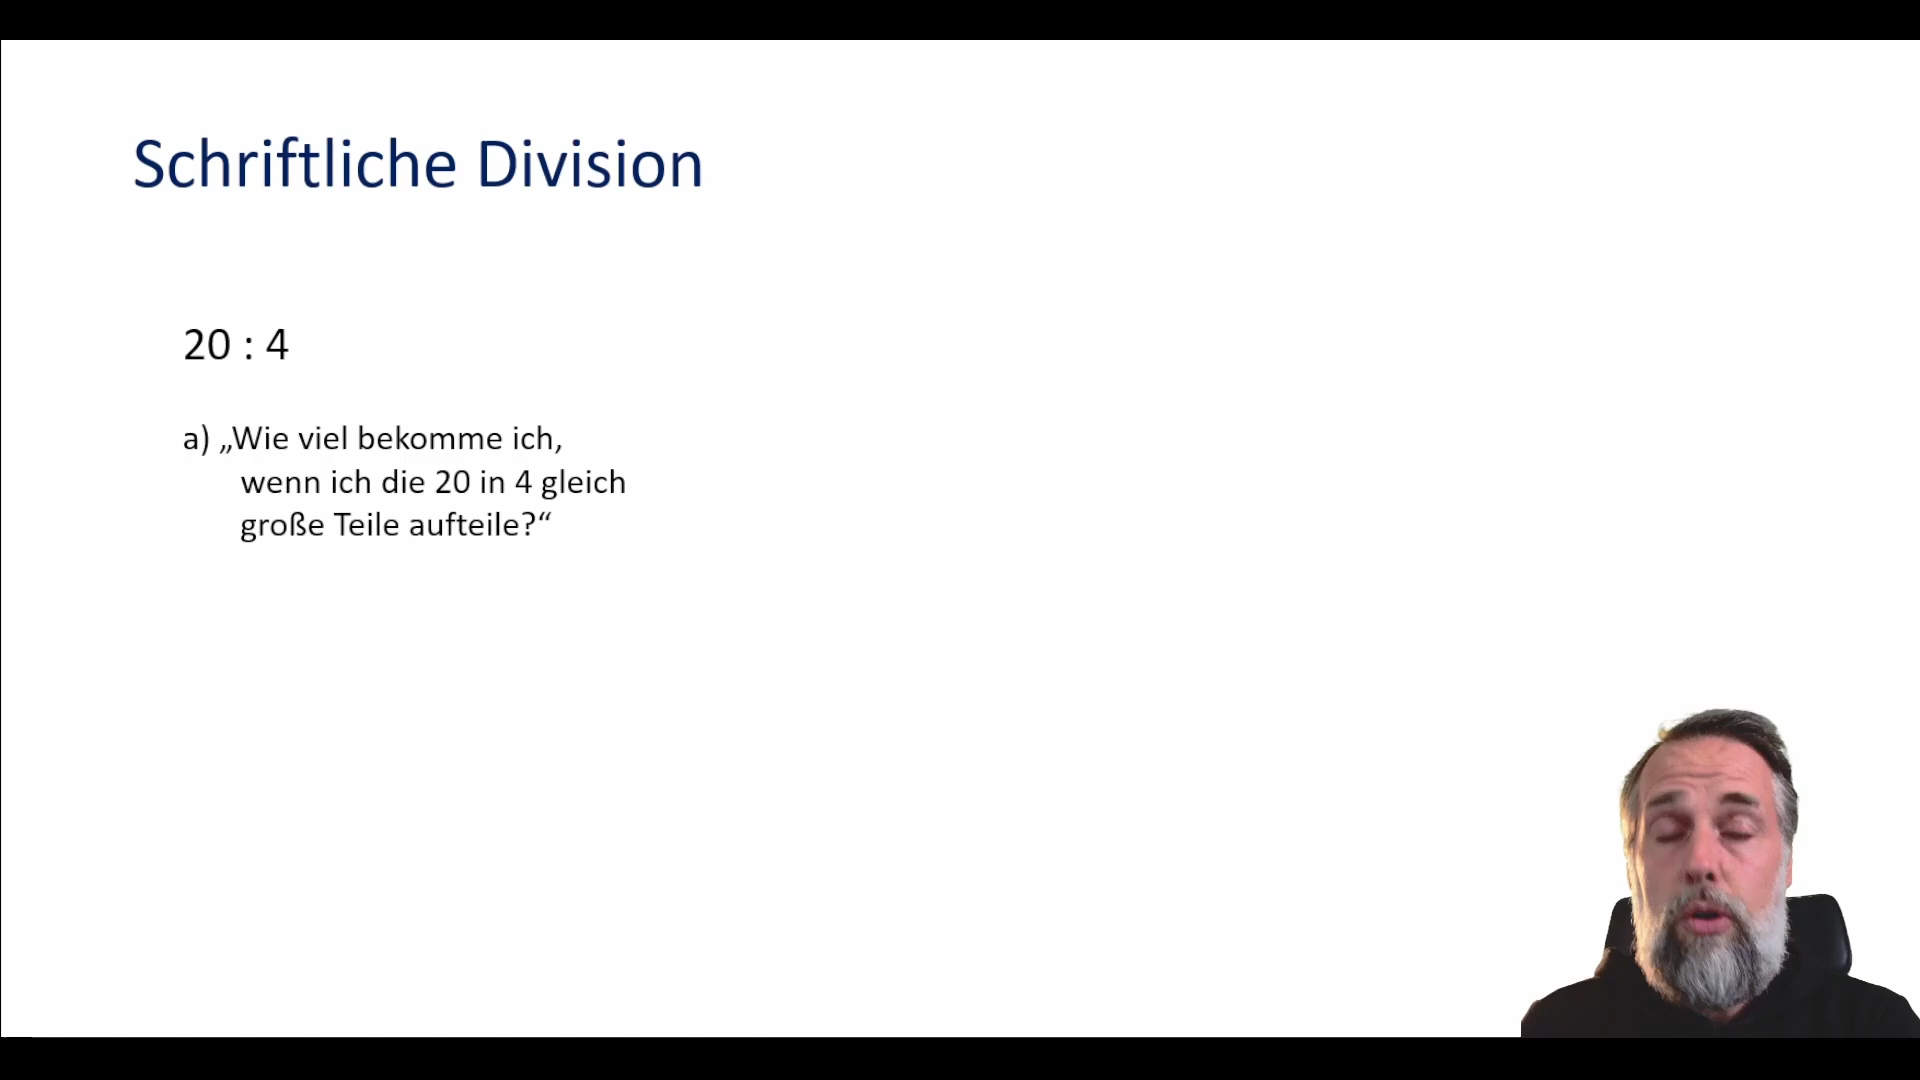 Schriftliche Division
20 : 4
a) „Wie viel bekomme ich,
wenn ich die 20 in 4 gleich
große Teile aufteile?“